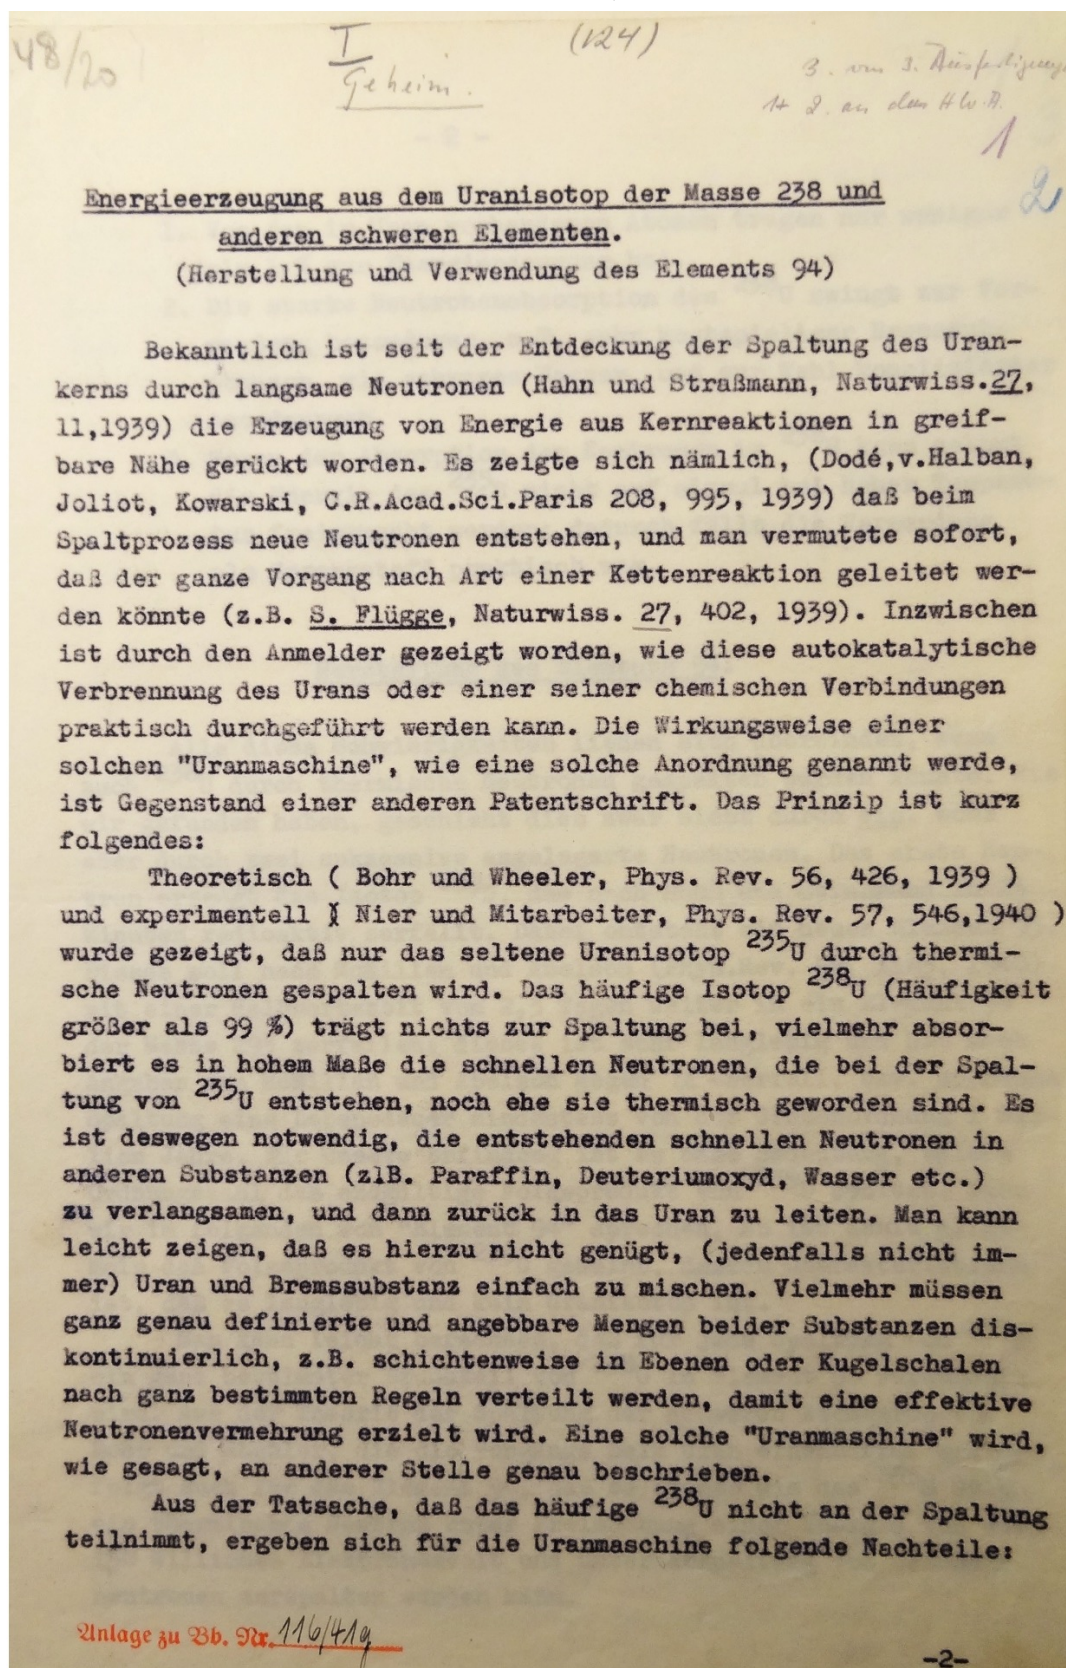 48/20
I
Geheim.
(124)
3. von 3. Ausfertigungen
1+ 2. an das HWA.
1
2
Energieerzeugung aus dem Uranisotop der Masse 238 und
anderen schweren Elementen.
(Herstellung und Verwendung des Elements 94)
Bekanntlich ist seit der Entdeckung der Spaltung des Uran-
kerns durch langsame Neutronen (Hahn und Straßmann, Naturwiss.27,
11,1939) die Erzeugung von Energie aus Kernreaktionen in greif-
bare Nähe gerückt worden. Es zeigte sich nämlich, (Dodé,v.Halban,
Joliot, Kowarski, C.R.Acad.Sci.Paris 208, 995, 1939) daß beim
Spaltprozess neue Neutronen entstehen, und man vermutete sofort,
daß der ganze Vorgang nach Art einer Kettenreaktion geleitet wer-
den könnte (z.B. S. Flügge, Naturwiss. 27, 402, 1939). Inzwischen
ist durch den Anmelder gezeigt worden, wie diese autokatalytische
Verbrennung des Urans oder einer seiner chemischen Verbindungen
praktisch durchgeführt werden kann. Die Wirkungsweise einer
solchen "Uranmaschine", wie eine solche Anordnung genannt werde,
ist Gegenstand einer anderen Patentschrift. Das Prinzip ist kurz
folgendes:
Theoretisch ( Bohr und Wheeler, Phys. Rev. 56, 426, 1939 )
und experimentell ( Nier und Mitarbeiter, Phys. Rev. 57, 546,1940 )
wurde gezeigt, daß nur das seltene Uranisotop ²³⁵U durch thermi-
sche Neutronen gespalten wird. Das häufige Isotop ²³⁸U (Häufigkeit
größer als 99 %) trägt nichts zur Spaltung bei, vielmehr absor-
biert es in hohem Maße die schnellen Neutronen, die bei der Spal-
tung von ²³⁵U entstehen, noch ehe sie thermisch geworden sind. Es
ist deswegen notwendig, die entstehenden schnellen Neutronen in
anderen Substanzen (zlB. Paraffin, Deuteriumoxyd, Wasser etc.)
zu verlangsamen, und dann zurück in das Uran zu leiten. Man kann
leicht zeigen, daß es hierzu nicht genügt, (jedenfalls nicht im-
mer) Uran und Bremssubstanz einfach zu mischen. Vielmehr müssen
ganz genau definierte und angebbare Mengen beider Substanzen dis-
kontinuierlich, z.B. schichtenweise in Ebenen oder Kugelschalen
nach ganz bestimmten Regeln verteilt werden, damit eine effektive
Neutronenvermehrung erzielt wird. Eine solche "Uranmaschine" wird,
wie gesagt, an anderer Stelle genau beschrieben.
Aus der Tatsache, daß das häufige ²³⁸U nicht an der Spaltung
teilnimmt, ergeben sich für die Uranmaschine folgende Nachteile:
Anlage zu Bb. Nr. 116/41g
-2-